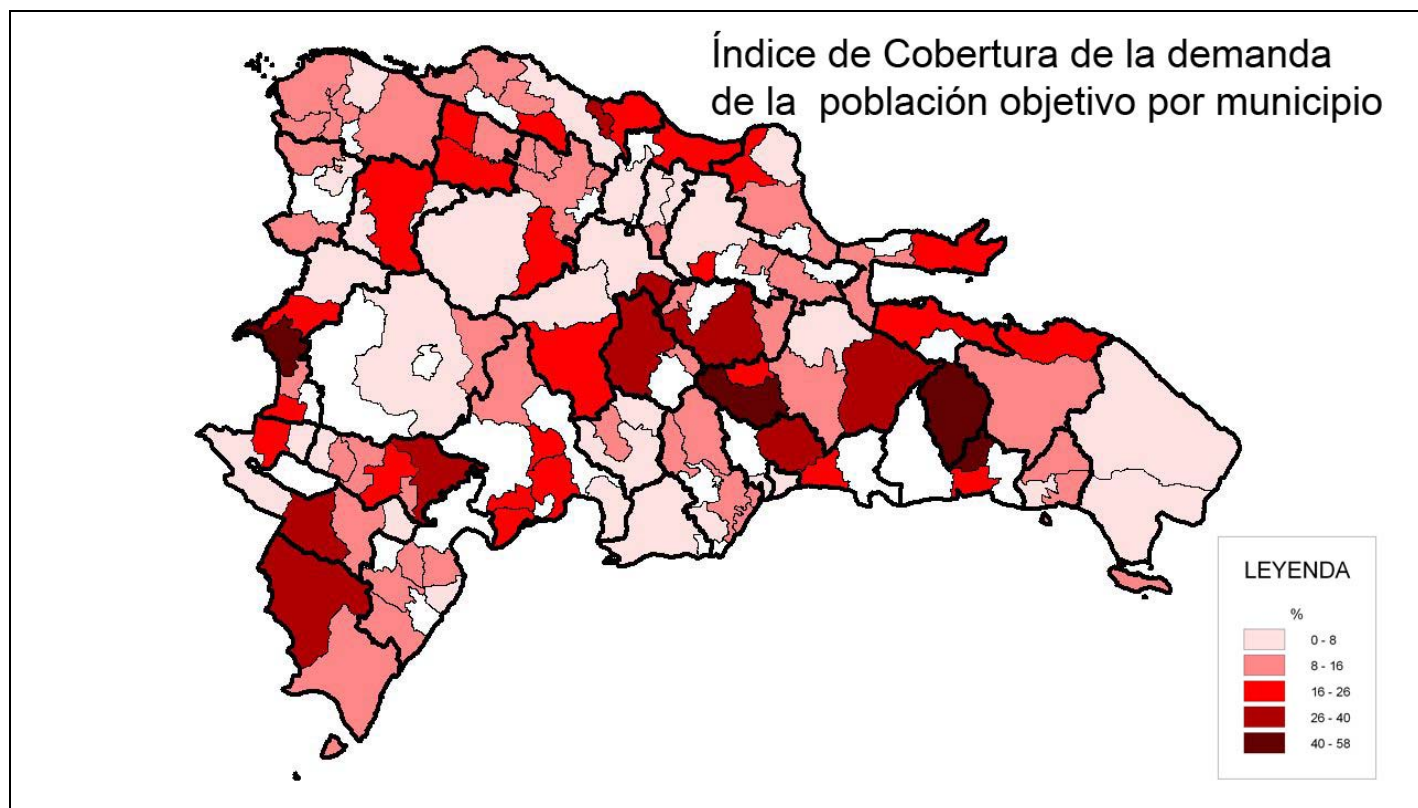 Índice de Cobertura de la demanda
de la población objetivo por municipio
LEYENDA
%
0 - 8
8 - 16
16 - 26
26 - 40
40 - 58